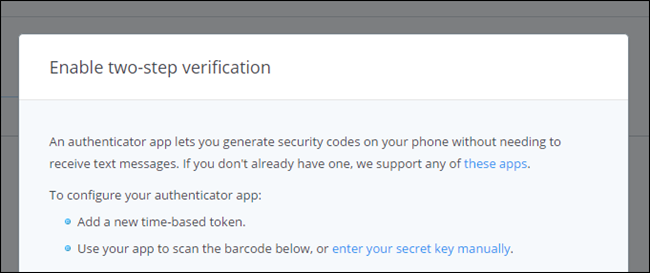 Enable two-step verification
An authenticator app lets you generate security codes on your phone without needing to
receive text messages. If you don't already have one, we support any of these apps.
To configure your authenticator app:
Add a new time-based token.
Use your app to scan the barcode below, or enter your secret key manually.